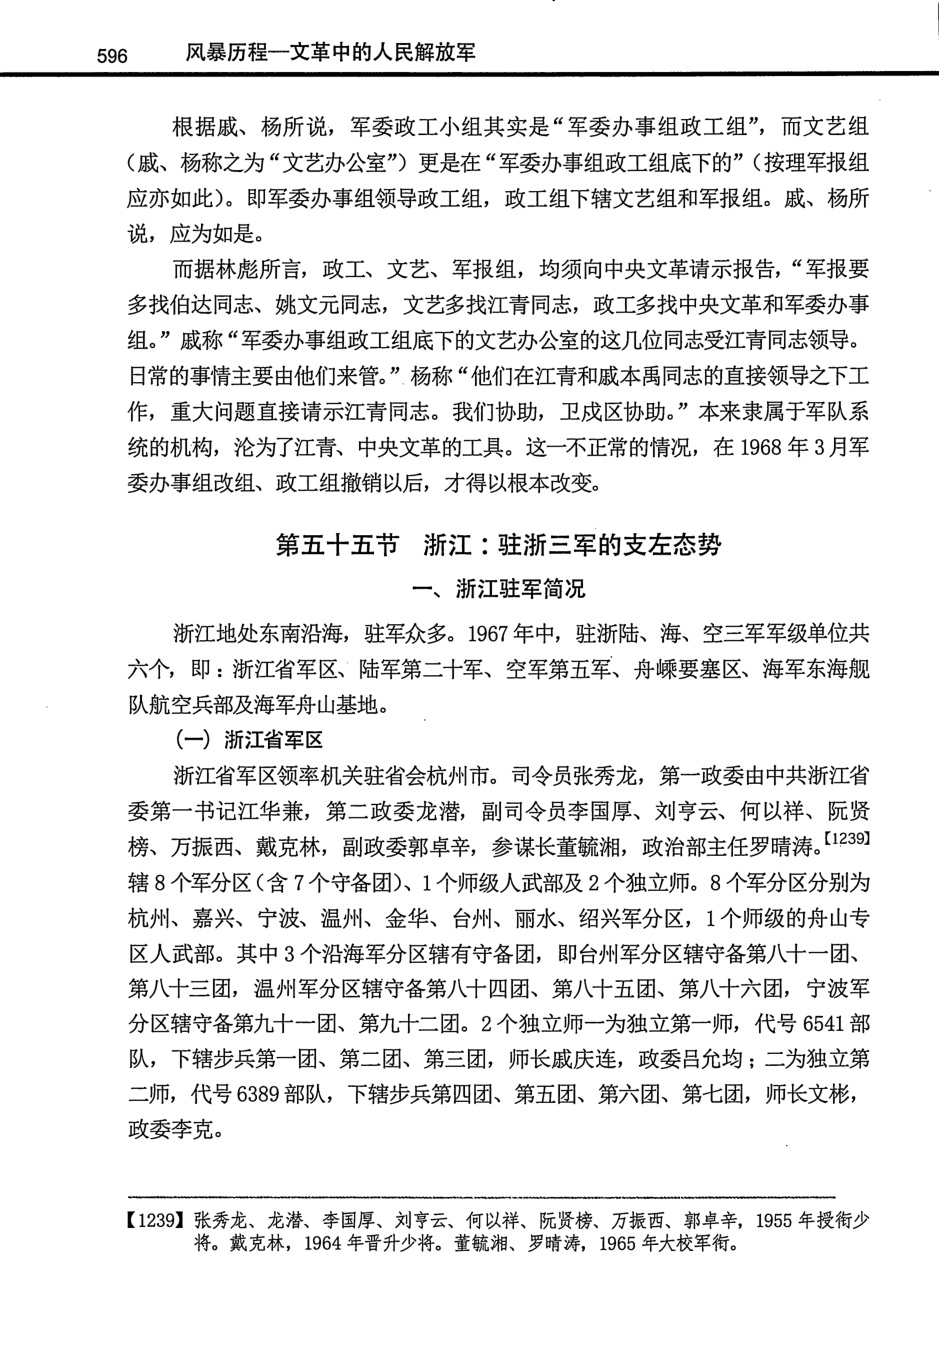 596 风暴历程—文革中的人民解放军
根据戚、杨所说，军委政工小组其实是“军委办事组政工组”，而文艺组
（戚、杨称之为“文艺办公室”）更是在“军委办事组政工组底下的”（按理军报组
应亦如此）。即军委办事组领导政工组，政工组下辖文艺组和军报组。戚、杨所
说，应为如是。
而据林彪所言，政工、文艺、军报组，均须向中央文革请示报告，“军报要
多找伯达同志、姚文元同志，文艺多找江青同志，政工多找中央文革和军委办事
组。”戚称“军委办事组政工组底下的文艺办公室的这几位同志受江青同志领导。
日常的事情主要由他们来管。”杨称“他们在江青和戚本禹同志的直接领导之下工
作，重大问题直接请示江青同志。我们协助，卫戍区协助。”本来隶属于军队系
统的机构，沦为了江青、中央文革的工具。这一不正常的情况，在 1968 年 3 月军
委办事组改组、政工组撤销以后，才得以根本改变。
第五十五节 浙江：驻浙三军的支左态势
一、浙江驻军简况
浙江地处东南沿海，驻军众多。1967 年中，驻浙陆、海、空三军军级单位共
六个，即：浙江省军区、陆军第二十军、空军第五军、舟嵊要塞区、海军东海舰
队航空兵部及海军舟山基地。
（一）浙江省军区
浙江省军区领率机关驻省会杭州市。司令员张秀龙，第一政委由中共浙江省
委第一书记江华兼，第二政委龙潜，副司令员李国厚、刘亨云、何以祥、阮贤
榜、万振西、戴克林，副政委郭卓辛，参谋长董毓湘，政治部主任罗晴涛。【1239】
辖 8 个军分区（含 7 个守备团）、1 个师级人武部及 2 个独立师。8 个军分区分别为
杭州、嘉兴、宁波、温州、金华、台州、丽水、绍兴军分区，1 个师级的舟山专
区人武部。其中 3 个沿海军分区辖有守备团，即台州军分区辖守备第八十一团、
第八十三团，温州军分区辖守备第八十四团、第八十五团、第八十六团，宁波军
分区辖守备第九十一团、第九十二团。2 个独立师一为独立第一师，代号 6541 部
队，下辖步兵第一团、第二团、第三团，师长戚庆连，政委吕允均；二为独立第
二师，代号 6389 部队，下辖步兵第四团、第五团、第六团、第七团，师长文彬，
政委李克。
【1239】张秀龙、龙潜、李国厚、刘亨云、何以祥、阮贤榜、万振西、郭卓辛，1955 年授衔少
将。戴克林，1964 年晋升少将。董毓湘、罗晴涛，1965 年大校军衔。